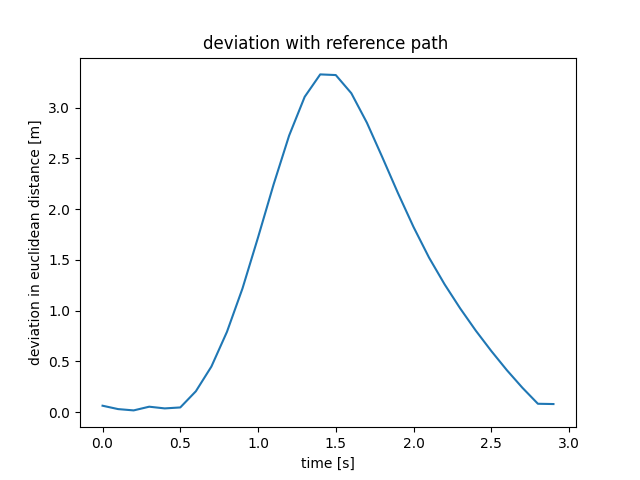 deviation with reference path
deviation in euclidean distance [m]
3.0
2.5
2.0
1.5
1.0
0.5
0.0
0.0 0.5 1.0 1.5 2.0 2.5 3.0
time [s]